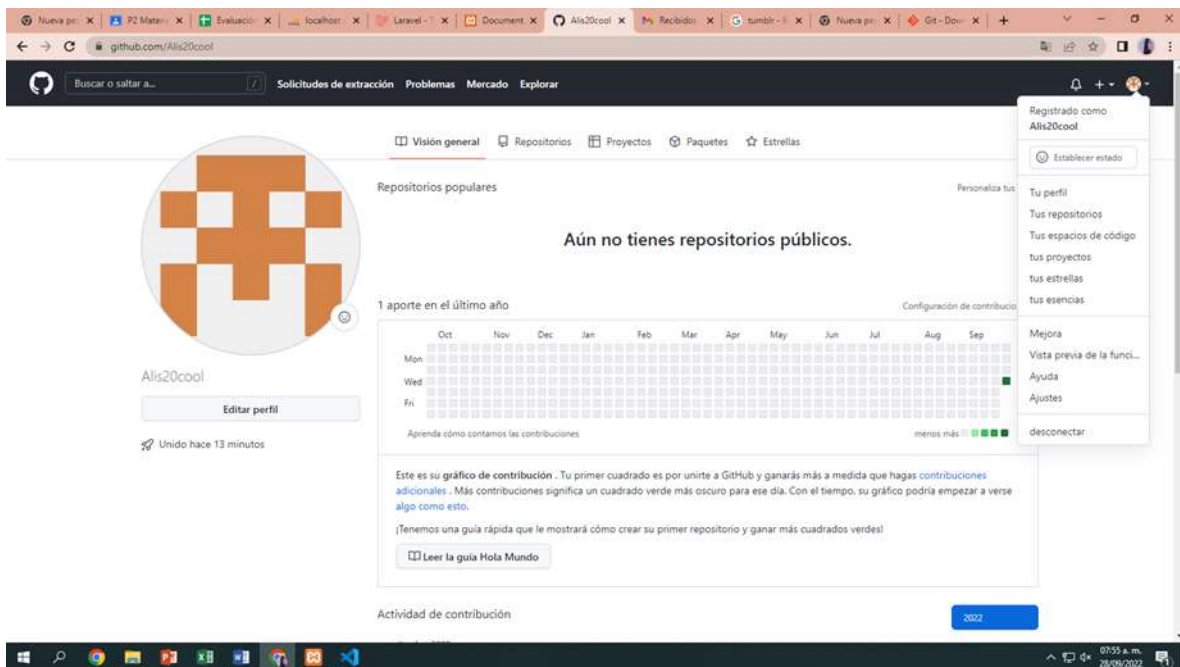 Nueva pe
P2 Materi
Evaluació
localhost
Laravel - T
Document
Alis20cool
Recibidos
tumblr - E
Nueva pe
Git - Dow
github.com/Alis20cool
Buscar o saltar a...
/
Solicitudes de extracción Problemas Mercado Explorar
Registrado como
Alis20cool
Establecer estado
Tu perfil
Tus repositorios
Tus espacios de código
tus proyectos
tus estrellas
tus esencias
Mejora
Vista previa de la funci...
Ayuda
Ajustes
desconectar
Visión general Repositorios Proyectos Paquetes Estrellas
Repositorios populares
Personaliza tus
Aún no tienes repositorios públicos.
1 aporte en el último año
Configuración de contribucio
Oct Nov Dec Jan Feb Mar Apr May Jun Jul Aug Sep
Mon
Wed
Fri
Aprenda cómo contamos las contribuciones
menos más
Alis20cool
Editar perfil
Unido hace 13 minutos
Este es su gráfico de contribución . Tu primer cuadrado es por unirte a GitHub y ganarás más a medida que hagas contribuciones
adicionales . Más contribuciones significa un cuadrado verde más oscuro para ese día. Con el tiempo, su gráfico podría empezar a verse
algo como esto.
¡Tenemos una guía rápida que le mostrará cómo crear su primer repositorio y ganar más cuadrados verdes!
Leer la guía Hola Mundo
Actividad de contribución
2022
07:55 a. m.
28/09/2022